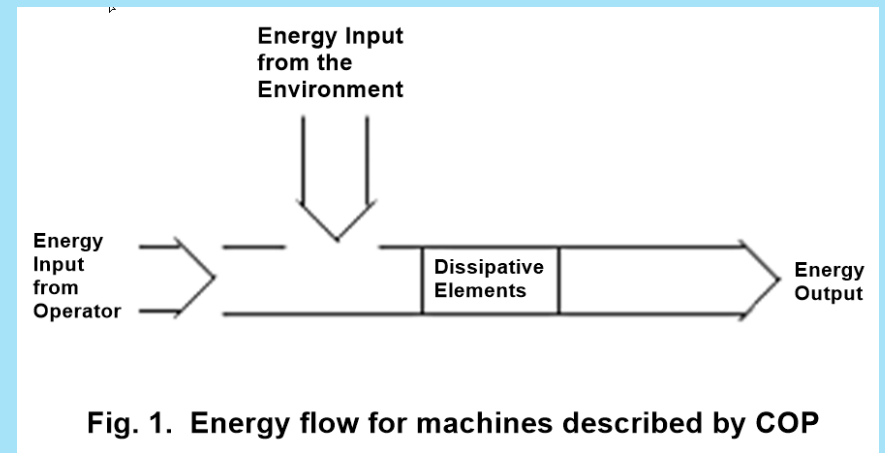 Energy Input
from the
Environment
Energy
Input
from
Operator
Dissipative
Elements
Energy
Output
Fig. 1. Energy flow for machines described by COP